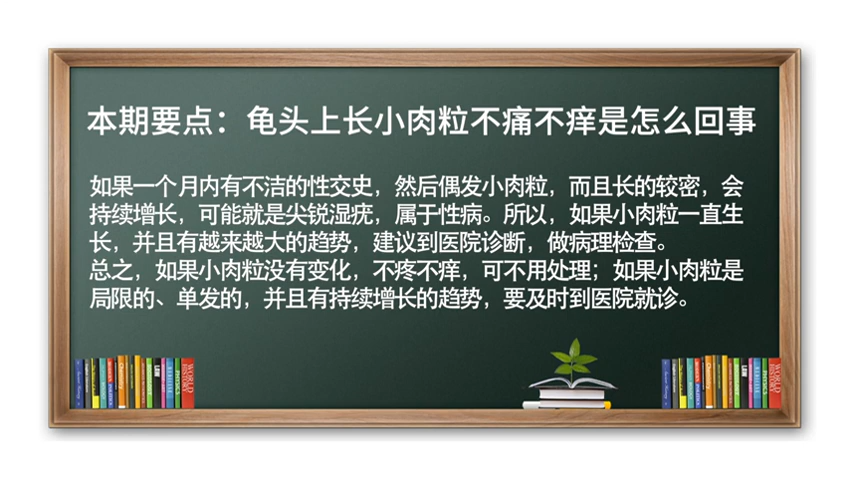 本期要点：龟头上长小肉粒不痛不痒是怎么回事
如果一个月内有不洁的性交史，然后偶发小肉粒，而且长的较密，会
持续增长，可能就是尖锐湿疣，属于性病。所以，如果小肉粒一直生
长，并且有越来越大的趋势，建议到医院诊断，做病理检查。
总之，如果小肉粒没有变化，不疼不痒，可不用处理；如果小肉粒是
局限的、单发的，并且有持续增长的趋势，要及时到医院就诊。
WORLD HISTORY
WORLD HISTORY